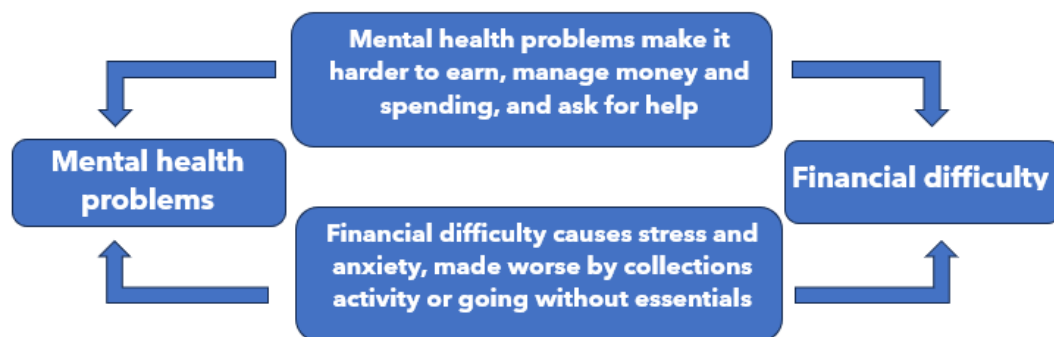 Mental health problems make it
harder to earn, manage money and
spending, and ask for help
Mental health
problems
Financial difficulty
Financial difficulty causes stress and
anxiety, made worse by collections
activity or going without essentials